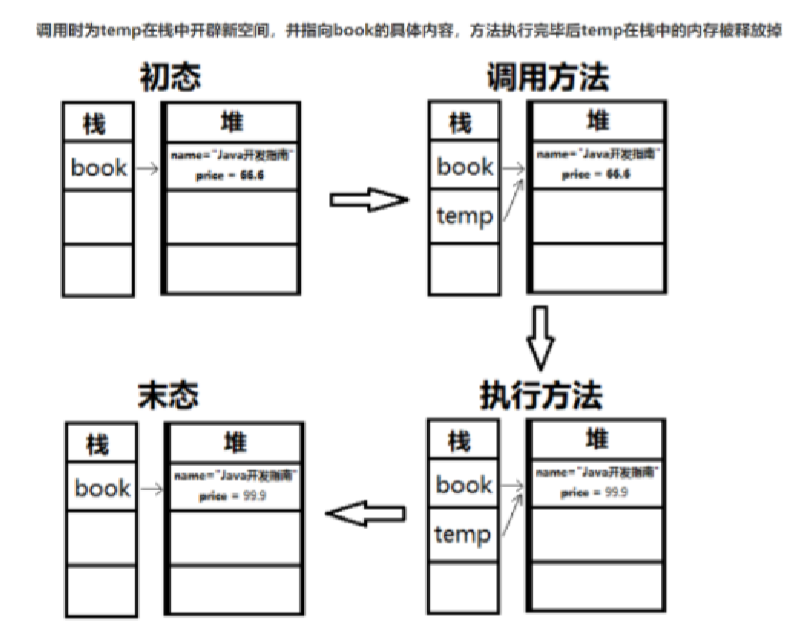 调用时为temp在栈中开辟新空间，并指向book的具体内容，方法执行完毕后temp在栈中的内存被释放掉
初态
栈
堆
book
name="Java开发指南"
price = 66.6
调用方法
栈
堆
book
name="Java开发指南"
price = 66.6
temp
末态
栈
堆
book
name="Java开发指南"
price = 99.9
执行方法
栈
堆
book
name="Java开发指南"
price = 99.9
temp